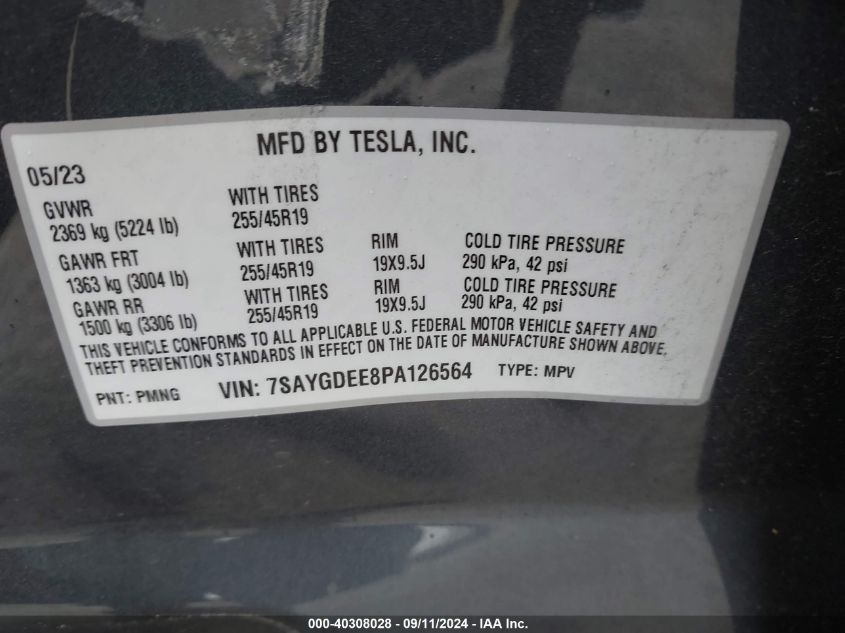 MFD BY TESLA, INC.
05/23
GVWR WITH TIRES
2369 kg (5224 lb) 255/45R19
GAWR FRT WITH TIRES RIM COLD TIRE PRESSURE
1363 kg (3004 lb) 255/45R19 19X9.5J 290 kPa, 42 psi
GAWR RR WITH TIRES RIM COLD TIRE PRESSURE
1500 kg (3306 lb) 255/45R19 19X9.5J 290 kPa, 42 psi
THIS VEHICLE CONFORMS TO ALL APPLICABLE U.S. FEDERAL MOTOR VEHICLE SAFETY AND
THEFT PREVENTION STANDARDS IN EFFECT ON THE DATE OF MANUFACTURE SHOWN ABOVE.
PNT: PMNG VIN: 7SAYGDEE8PA126564 TYPE: MPV
000-40308028 - 09/11/2024 - IAA Inc.